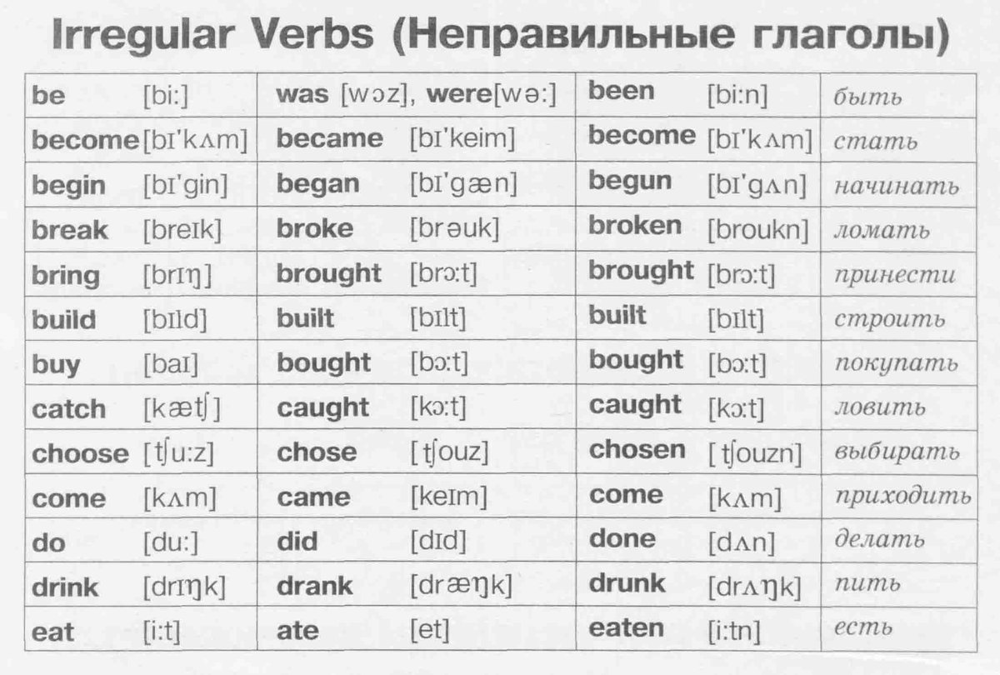 Irregular Verbs (Неправильные глаголы)
be [bi:] was [wɔz], were[wə:] been [bi:n] быть
become[bɪ'kʌm] became [bɪ'keim] become [bɪ'kʌm] стать
begin [bɪ'gin] began [bɪ'gæn] begun [bɪ'gʌn] начинать
break [breɪk] broke [brəuk] broken [broukn] ломать
bring [brɪŋ] brought [brɔ:t] brought [brɔ:t] принести
build [bɪld] built [bɪlt] built [bɪlt] строить
buy [baɪ] bought [bɔ:t] bought [bɔ:t] покупать
catch [kætʃ] caught [kɔ:t] caught [kɔ:t] ловить
choose [tʃu:z] chose [tʃouz] chosen [tʃouzn] выбирать
come [kʌm] came [keɪm] come [kʌm] приходить
do [du:] did [dɪd] done [dʌn] делать
drink [drɪŋk] drank [dræŋk] drunk [drʌŋk] пить
eat [i:t] ate [et] eaten [i:tn] есть